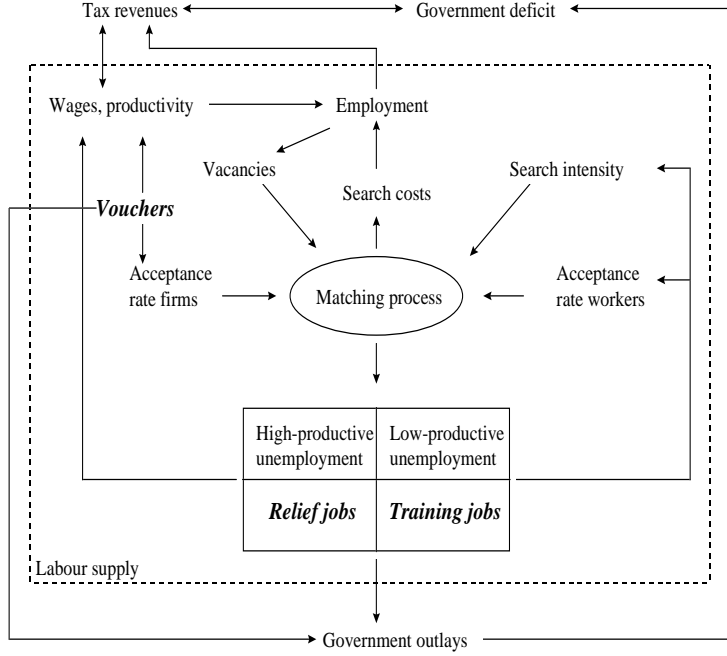 Tax revenues
Government deficit
Wages, productivity
Employment
Vacancies
Search intensity
Search costs
Vouchers
Acceptance
rate firms
Matching process
Acceptance
rate workers
High-productive
unemployment
Low-productive
unemployment
Relief jobs
Training jobs
Labour supply
Government outlays